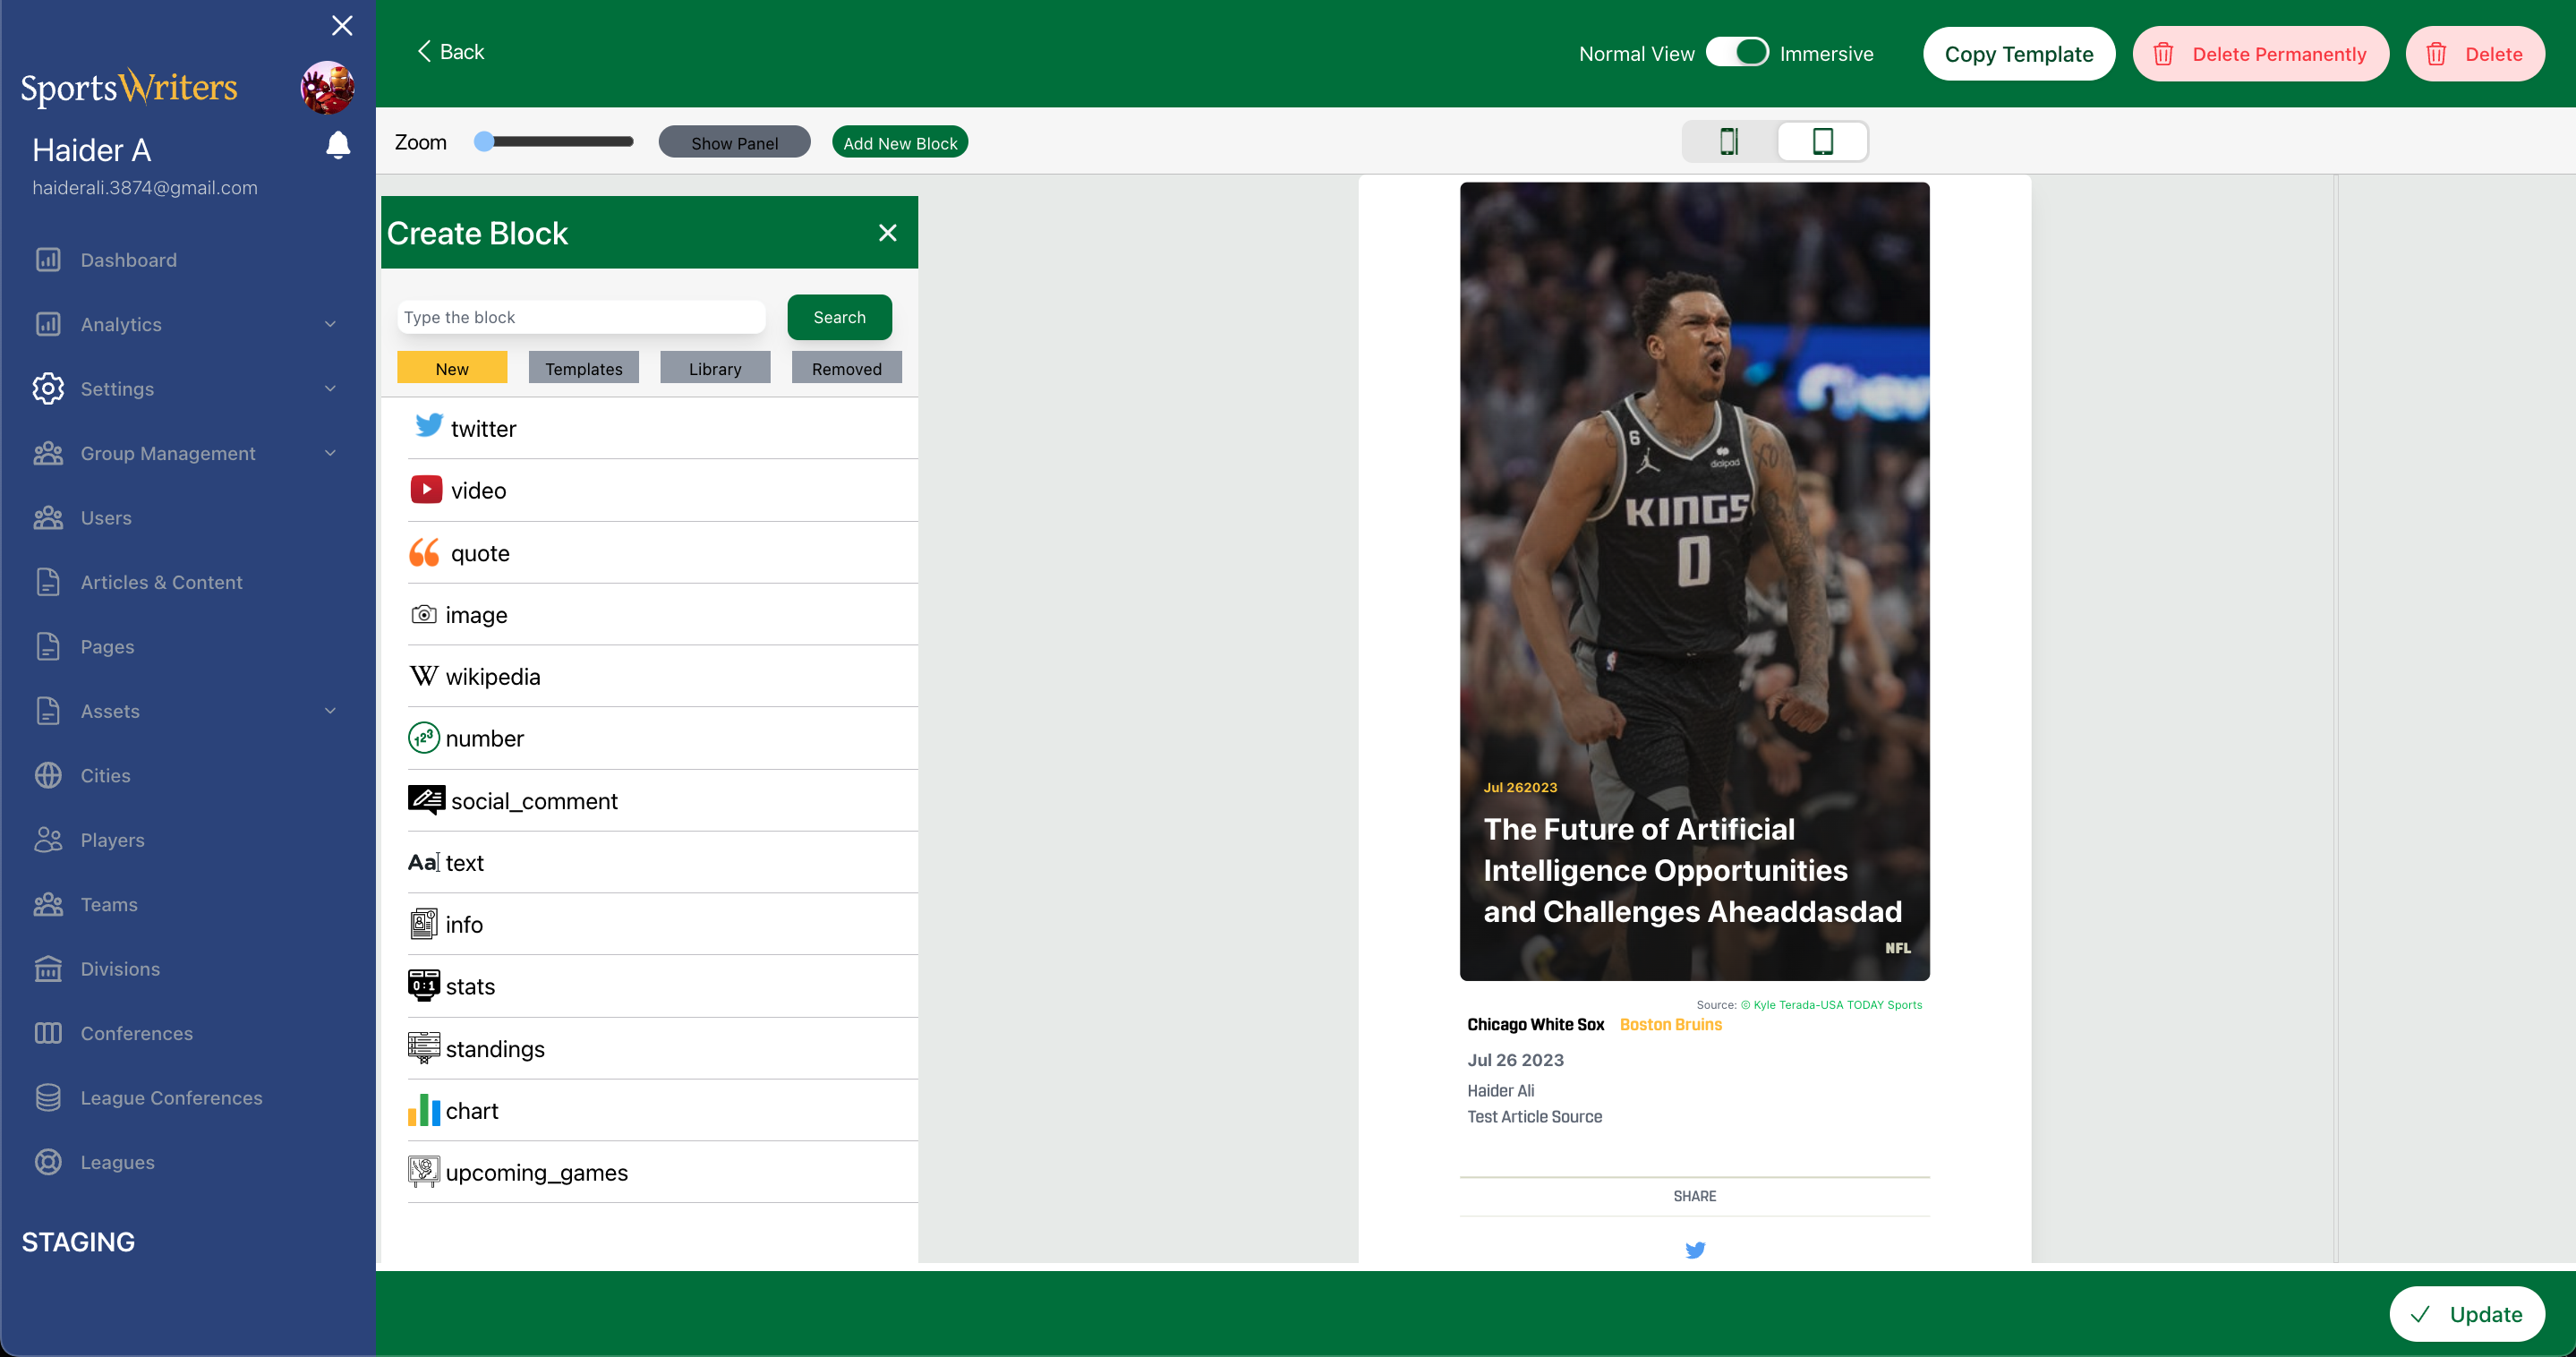 SportsWriters
Haider A
haiderali.3874@gmail.com
Dashboard
Analytics
Settings
Group Management
Users
Articles & Content
Pages
Assets
Cities
Players
Teams
Divisions
Conferences
League Conferences
Leagues
STAGING
Back
Normal View
Immersive
Copy Template
Delete Permanently
Delete
Zoom
Show Panel
Add New Block
Create Block
Type the block
Search
New
Templates
Library
Removed
twitter
video
quote
image
W wikipedia
123 number
social_comment
Aa text
info
0:1 stats
standings
chart
upcoming_games
6
dialpad
KINGS
0
Jul 262023
The Future of Artificial
Intelligence Opportunities
and Challenges Aheaddasdad
NFL
Source: © Kyle Terada-USA TODAY Sports
Chicago White Sox Boston Bruins
Jul 26 2023
Haider Ali
Test Article Source
SHARE
Update